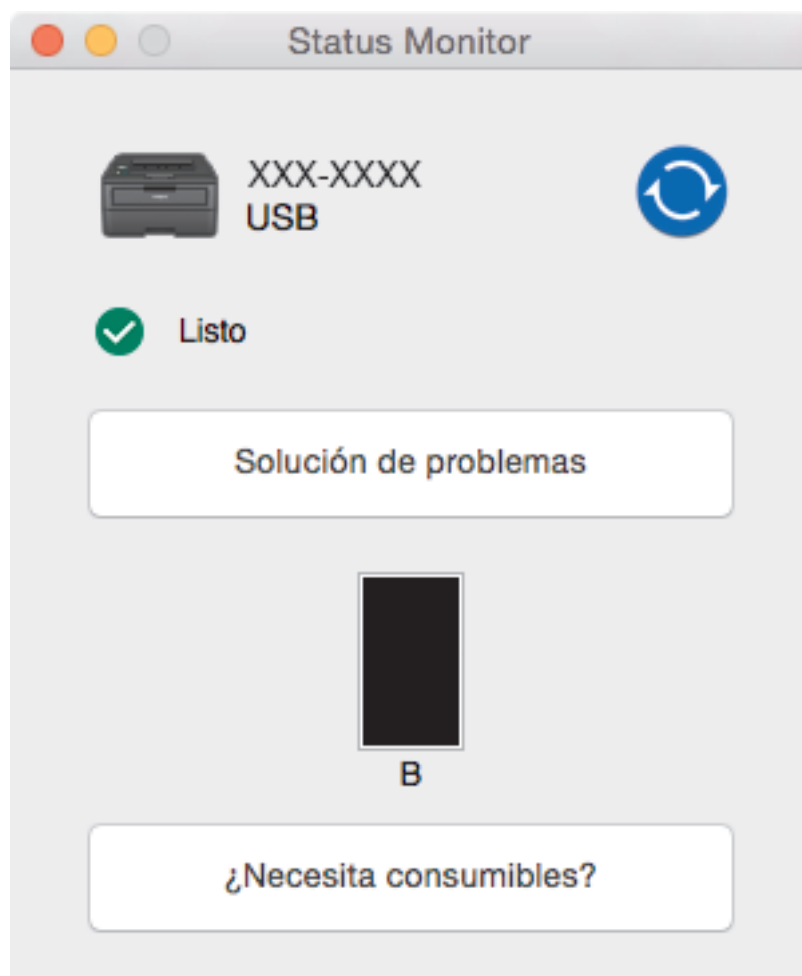 Status Monitor
XXX-XXXX
USB
Listo
Solución de problemas
B
¿Necesita consumibles?